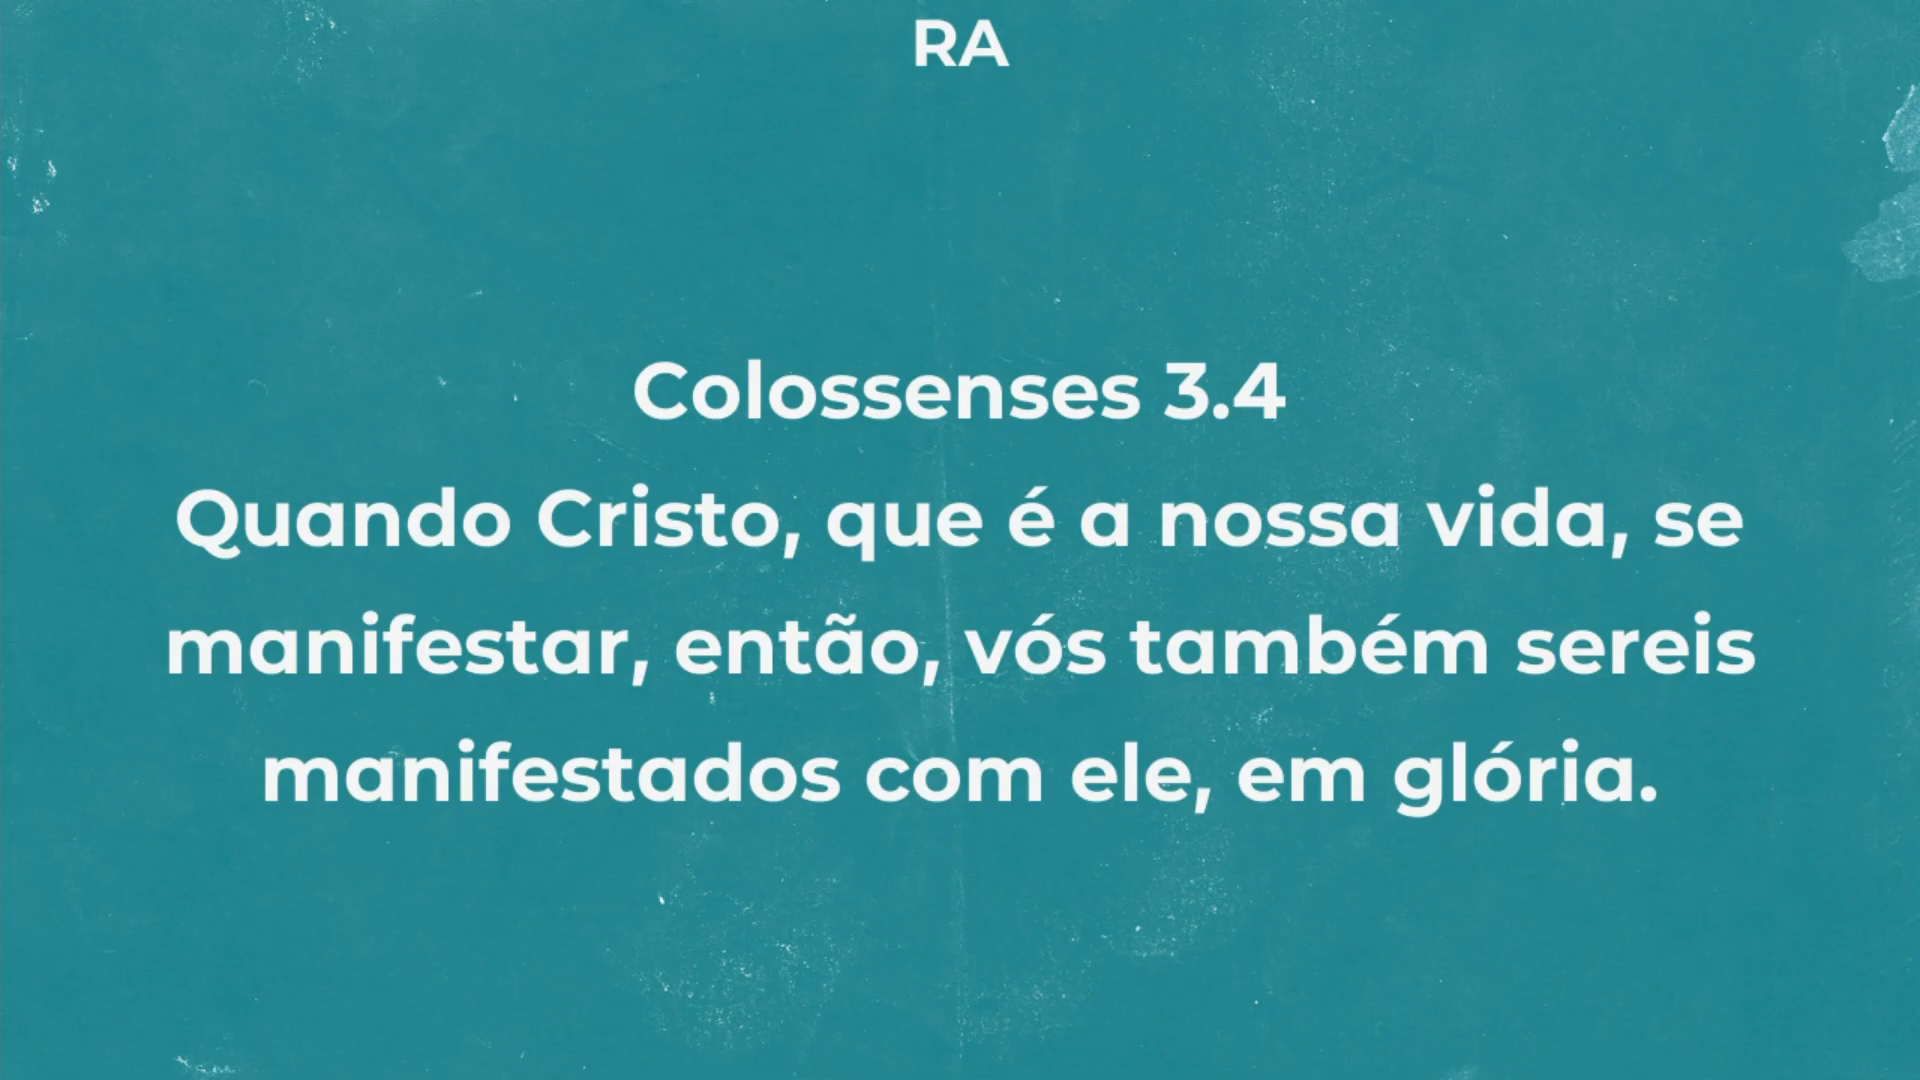 RA
Colossenses 3.4
Quando Cristo, que é a nossa vida, se
manifestar, então, vós também sereis
manifestados com ele, em glória.